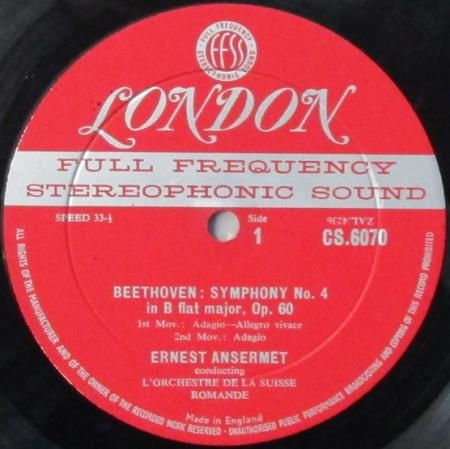 FULL FREQUENCY
FFSS
STEREOPHONIC SOUND
LONDON
FULL FREQUENCY
STEREOPHONIC SOUND
SPEED 33-⅓
Side
1
ZAL.4236
CS.6070
BEETHOVEN: SYMPHONY No. 4
in B flat major, Op. 60
1st Mov.: Adagio—Allegro vivace
2nd Mov.: Adagio
ERNEST ANSERMET
conducting
L'ORCHESTRE DE LA SUISSE
ROMANDE
Made in England
ALL RIGHTS OF THE MANUFACTURER AND OF THE OWNER OF THE RECORDED WORK RESERVED - UNAUTHORISED PUBLIC PERFORMANCE BROADCASTING AND COPYING OF THIS RECORD PROHIBITED